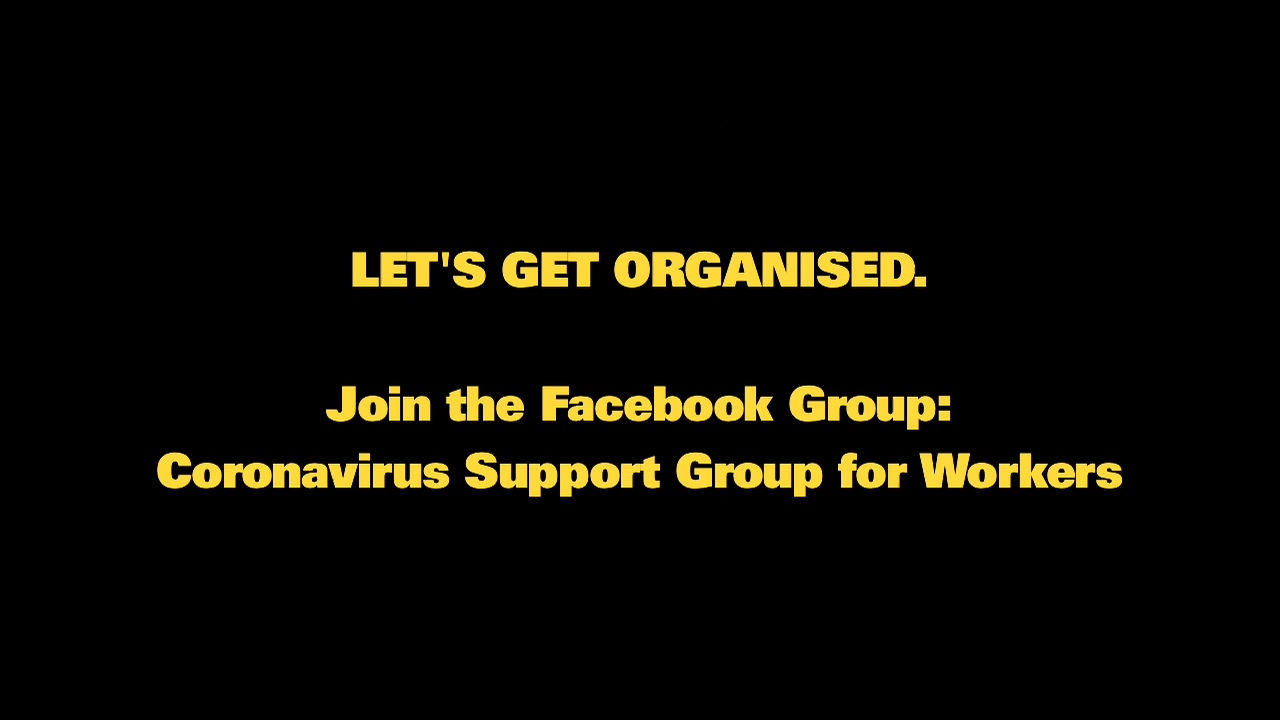 LET'S GET ORGANISED.
Join the Facebook Group:
Coronavirus Support Group for Workers